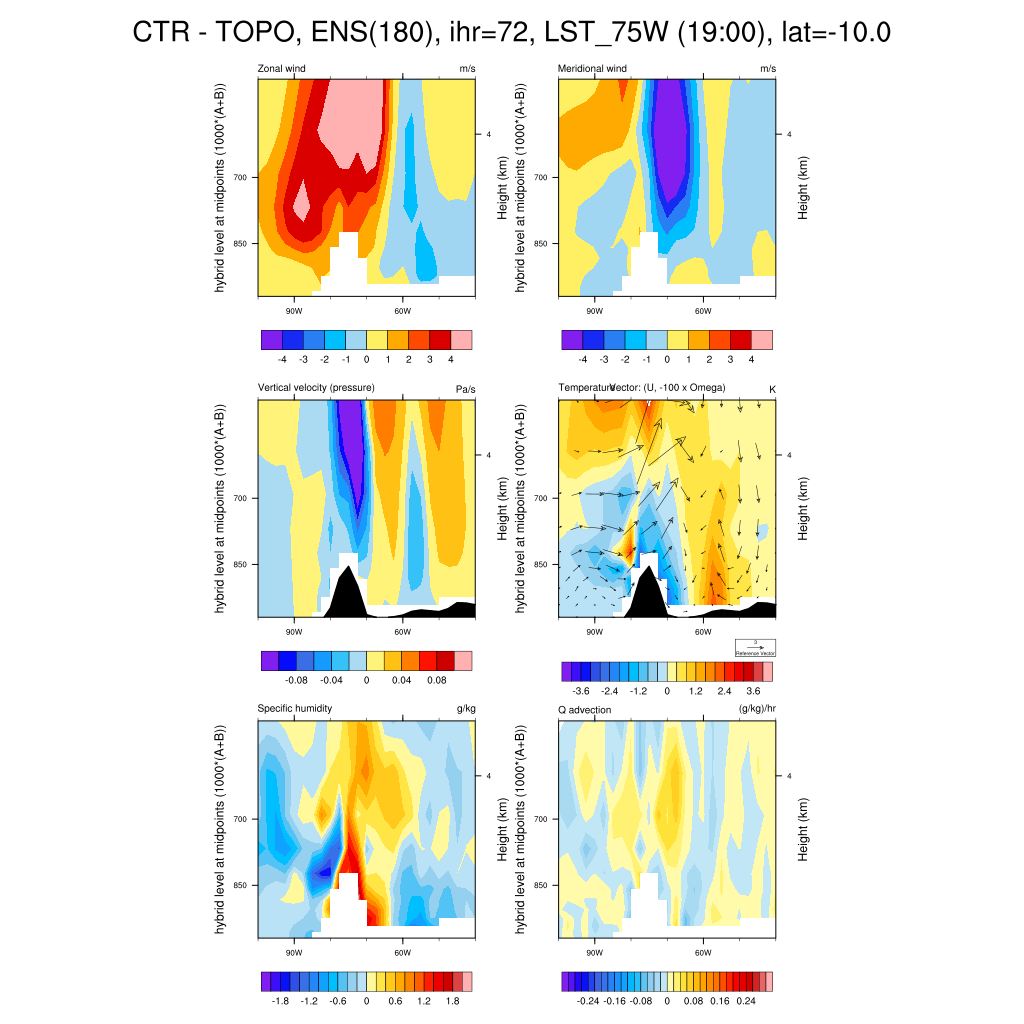 CTR - TOPO, ENS(180), ihr=72, LST_75W (19:00), lat=-10.0
Zonal wind m/s
hybrid level at midpoints (1000*(A+B))
700
850
4
Height (km)
90W 60W
-4 -3 -2 -1 0 1 2 3 4
Meridional wind m/s
hybrid level at midpoints (1000*(A+B))
700
850
4
Height (km)
90W 60W
-4 -3 -2 -1 0 1 2 3 4
Vertical velocity (pressure) Pa/s
hybrid level at midpoints (1000*(A+B))
700
850
4
Height (km)
90W 60W
-0.08 -0.04 0 0.04 0.08
Temperature Vector: (U, -100 x Omega) K
hybrid level at midpoints (1000*(A+B))
700
850
4
Height (km)
90W 60W
3
Reference Vector
-3.6 -2.4 -1.2 0 1.2 2.4 3.6
Specific humidity g/kg
hybrid level at midpoints (1000*(A+B))
700
850
4
Height (km)
90W 60W
-1.8 -1.2 -0.6 0 0.6 1.2 1.8
Q advection (g/kg)/hr
hybrid level at midpoints (1000*(A+B))
700
850
4
Height (km)
90W 60W
-0.24 -0.16 -0.08 0 0.08 0.16 0.24